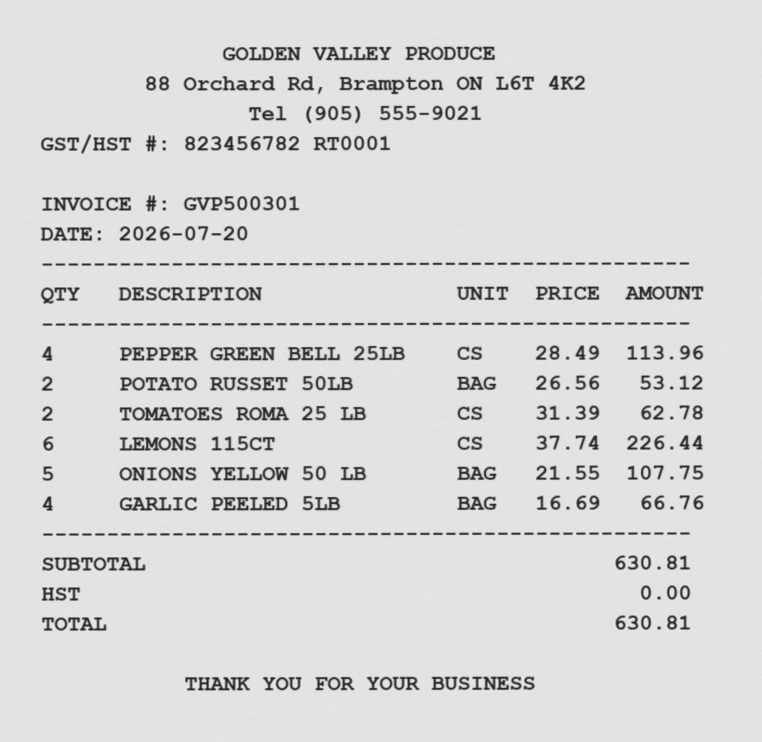 GOLDEN VALLEY PRODUCE
88 Orchard Rd, Brampton ON L6T 4K2
Tel (905) 555-9021
GST/HST #: 823456782 RT0001
INVOICE #: GVP500301
DATE: 2026-07-20
---------------------------------------------------
QTY DESCRIPTION UNIT PRICE AMOUNT
---------------------------------------------------
4 PEPPER GREEN BELL 25LB CS 28.49 113.96
2 POTATO RUSSET 50LB BAG 26.56 53.12
2 TOMATOES ROMA 25 LB CS 31.39 62.78
6 LEMONS 115CT CS 37.74 226.44
5 ONIONS YELLOW 50 LB BAG 21.55 107.75
4 GARLIC PEELED 5LB BAG 16.69 66.76
---------------------------------------------------
SUBTOTAL 630.81
HST 0.00
TOTAL 630.81
THANK YOU FOR YOUR BUSINESS